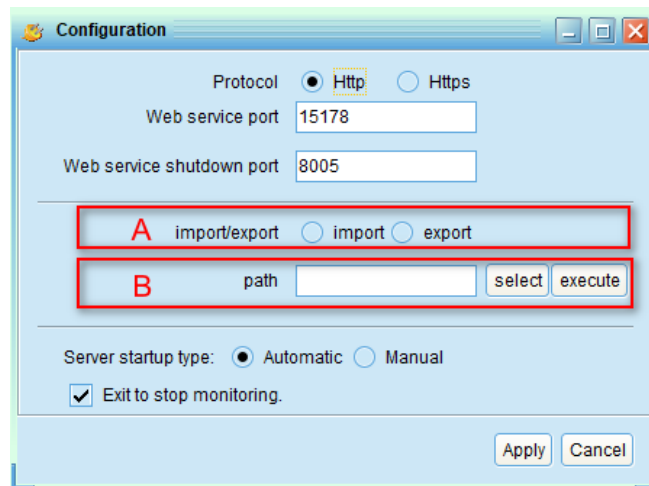 Configuration
Protocol Http Https
Web service port 15178
Web service shutdown port 8005
A import/export import export
B path select execute
Server startup type: Automatic Manual
Exit to stop monitoring.
Apply Cancel